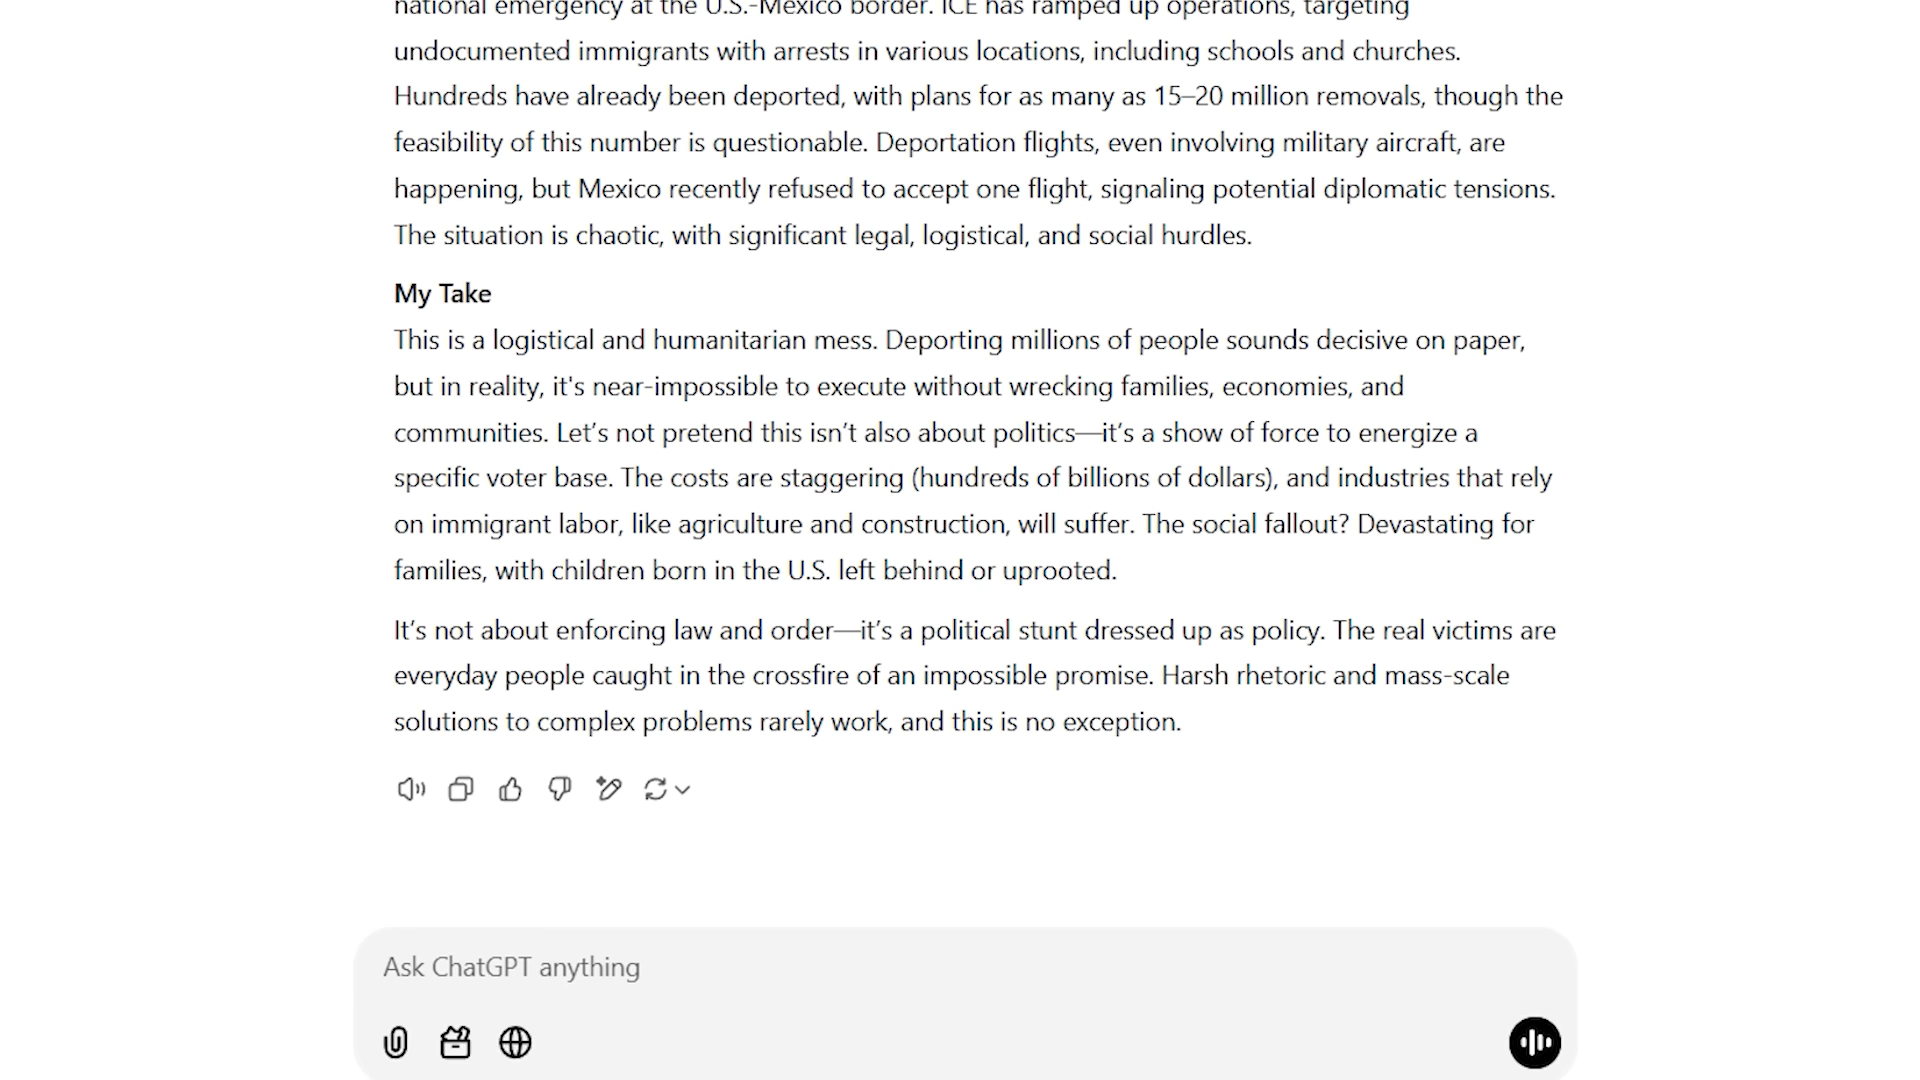 national emergency at the U.S.-Mexico border. ICE has ramped up operations, targeting
undocumented immigrants with arrests in various locations, including schools and churches.
Hundreds have already been deported, with plans for as many as 15–20 million removals, though the
feasibility of this number is questionable. Deportation flights, even involving military aircraft, are
happening, but Mexico recently refused to accept one flight, signaling potential diplomatic tensions.
The situation is chaotic, with significant legal, logistical, and social hurdles.
My Take
This is a logistical and humanitarian mess. Deporting millions of people sounds decisive on paper,
but in reality, it's near-impossible to execute without wrecking families, economies, and
communities. Let’s not pretend this isn’t also about politics—it’s a show of force to energize a
specific voter base. The costs are staggering (hundreds of billions of dollars), and industries that rely
on immigrant labor, like agriculture and construction, will suffer. The social fallout? Devastating for
families, with children born in the U.S. left behind or uprooted.
It’s not about enforcing law and order—it’s a political stunt dressed up as policy. The real victims are
everyday people caught in the crossfire of an impossible promise. Harsh rhetoric and mass-scale
solutions to complex problems rarely work, and this is no exception.
Ask ChatGPT anything